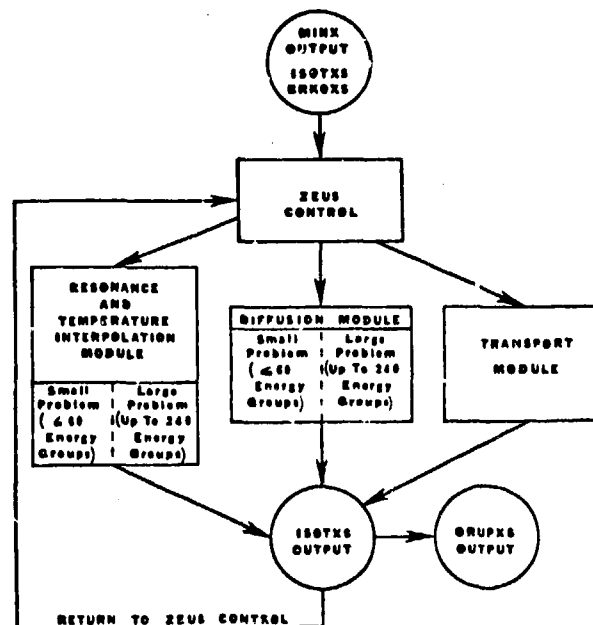 MINX
OUTPUT
ISOTXS
BRKOXS
ZEUS
CONTROL
RESONANCE
AND
TEMPERATURE
INTERPOLATION
MODULE
Small
Problem
(≤ 60
Energy
Groups)
Large
Problem
(Up To 240
Energy
Groups)
DIFFUSION MODULE
Small
Problem
(≤ 60
Energy
Groups)
Large
Problem
(Up To 240
Energy
Groups)
TRANSPORT
MODULE
ISOTXS
OUTPUT
GRUPXS
OUTPUT
RETURN TO ZEUS CONTROL